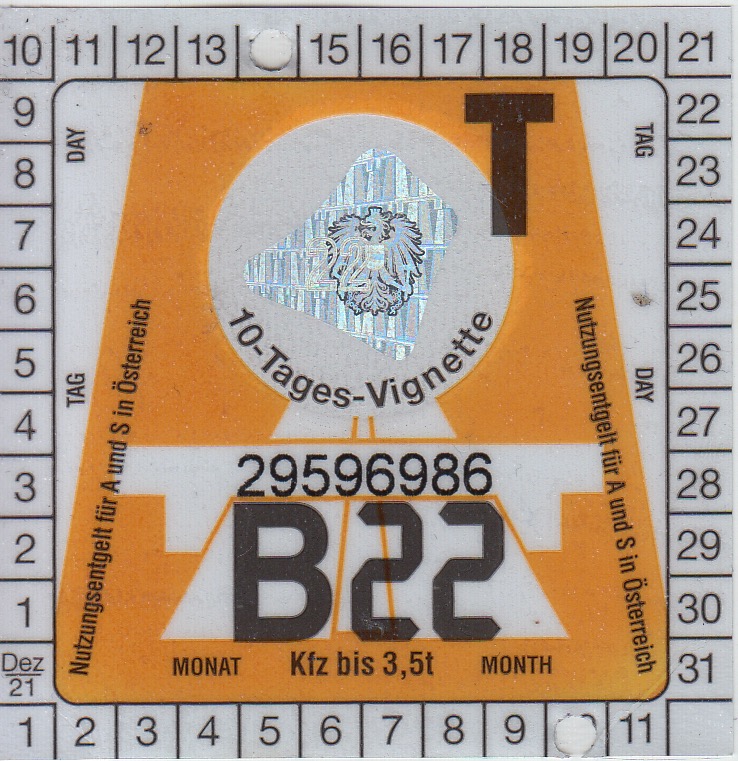 10 11 12 13 15 16 17 18 19 20 21
9 22
8 23
7 24
6 25
5 26
4 27
3 28
2 29
1 30
Dez 21 31
DAY
TAG
T
22
10-Tages-Vignette
TAG
DAY
Nutzungsentgelt für A und S in Österreich
Nutzungsentgelt für A und S in Österreich
29596986
B22
MONAT Kfz bis 3,5t MONTH
1 2 3 4 5 6 7 8 9 11